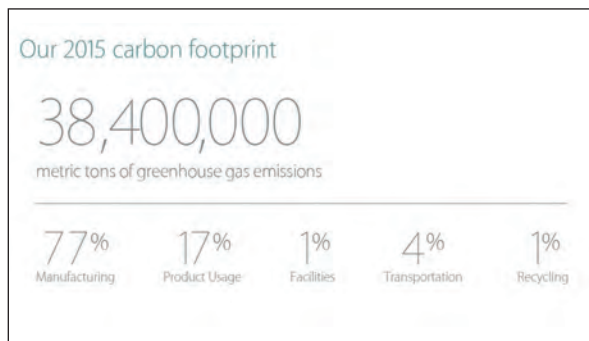 Our 2015 carbon footprint
38,400,000
metric tons of greenhouse gas emissions
77% 17% 1% 4% 1%
Manufacturing Product Usage Facilities Transportation Recycling